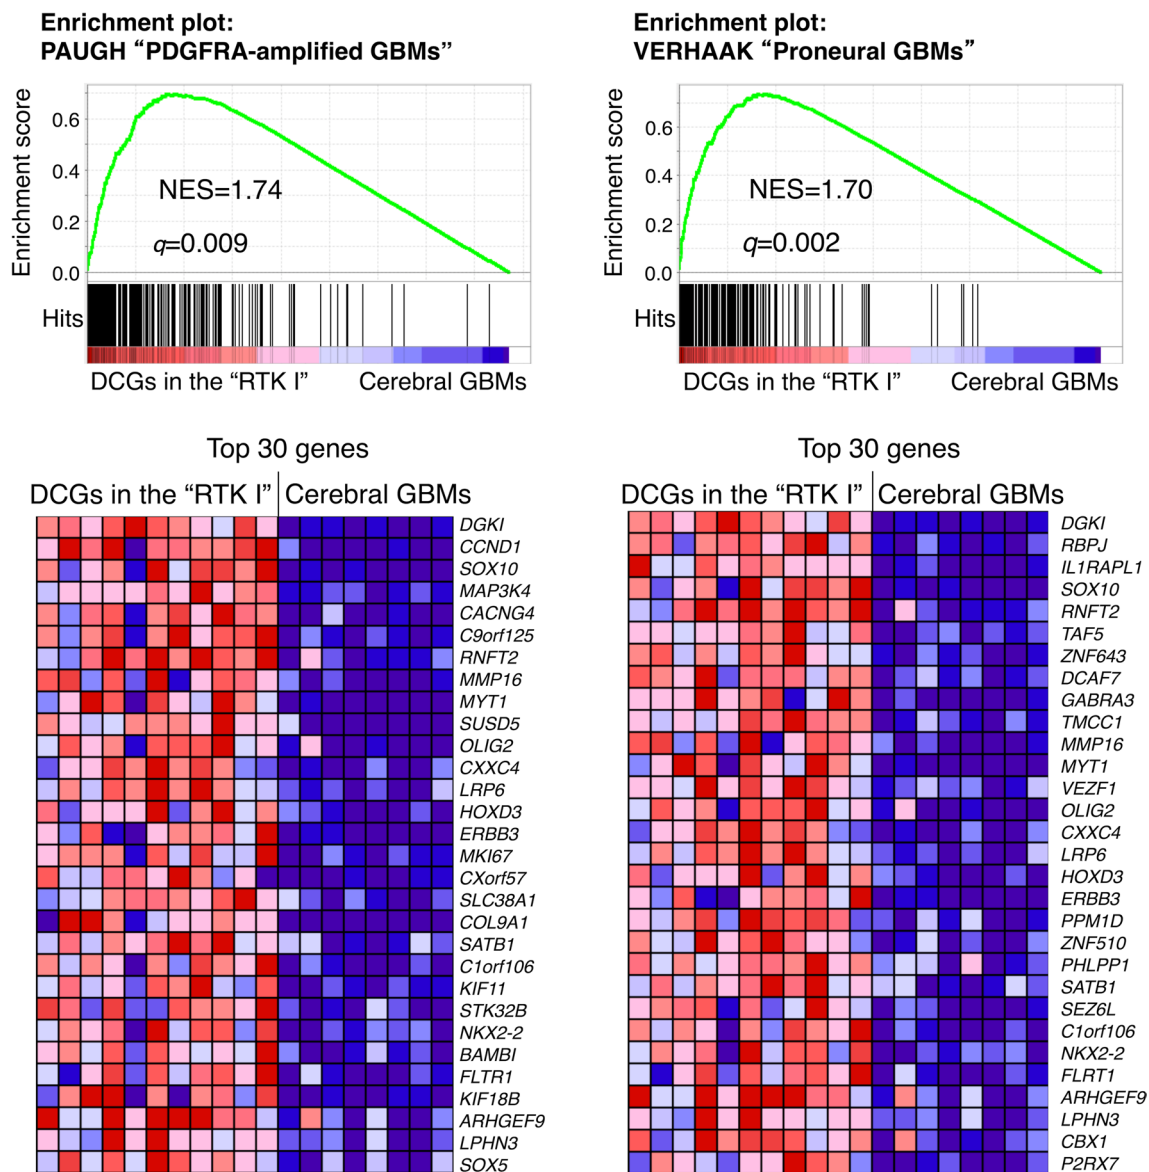 Enrichment plot:
PAUGH “PDGFRA-amplified GBMs”
Enrichment score
0.6
0.4
0.2
0.0
NES=1.74
q=0.009
Hits
DCGs in the “RTK I”
Cerebral GBMs
Top 30 genes
DCGs in the “RTK I”
Cerebral GBMs
DGKI
CCND1
SOX10
MAP3K4
CACNG4
C9orf125
RNFT2
MMP16
MYT1
SUSD5
OLIG2
CXXC4
LRP6
HOXD3
ERBB3
MKI67
CXorf57
SLC38A1
COL9A1
SATB1
C1orf106
KIF11
STK32B
NKX2-2
BAMBI
FLTR1
KIF18B
ARHGEF9
LPHN3
SOX5
Enrichment plot:
VERHAAK “Proneural GBMs”
Enrichment score
0.6
0.4
0.2
0.0
NES=1.70
q=0.002
Hits
DCGs in the “RTK I”
Cerebral GBMs
Top 30 genes
DCGs in the “RTK I”
Cerebral GBMs
DGKI
RBPJ
IL1RAPL1
SOX10
RNFT2
TAF5
ZNF643
DCAF7
GABRA3
TMCC1
MMP16
MYT1
VEZF1
OLIG2
CXXC4
LRP6
HOXD3
ERBB3
PPM1D
ZNF510
PHLPP1
SATB1
SEZ6L
C1orf106
NKX2-2
FLRT1
ARHGEF9
LPHN3
CBX1
P2RX7